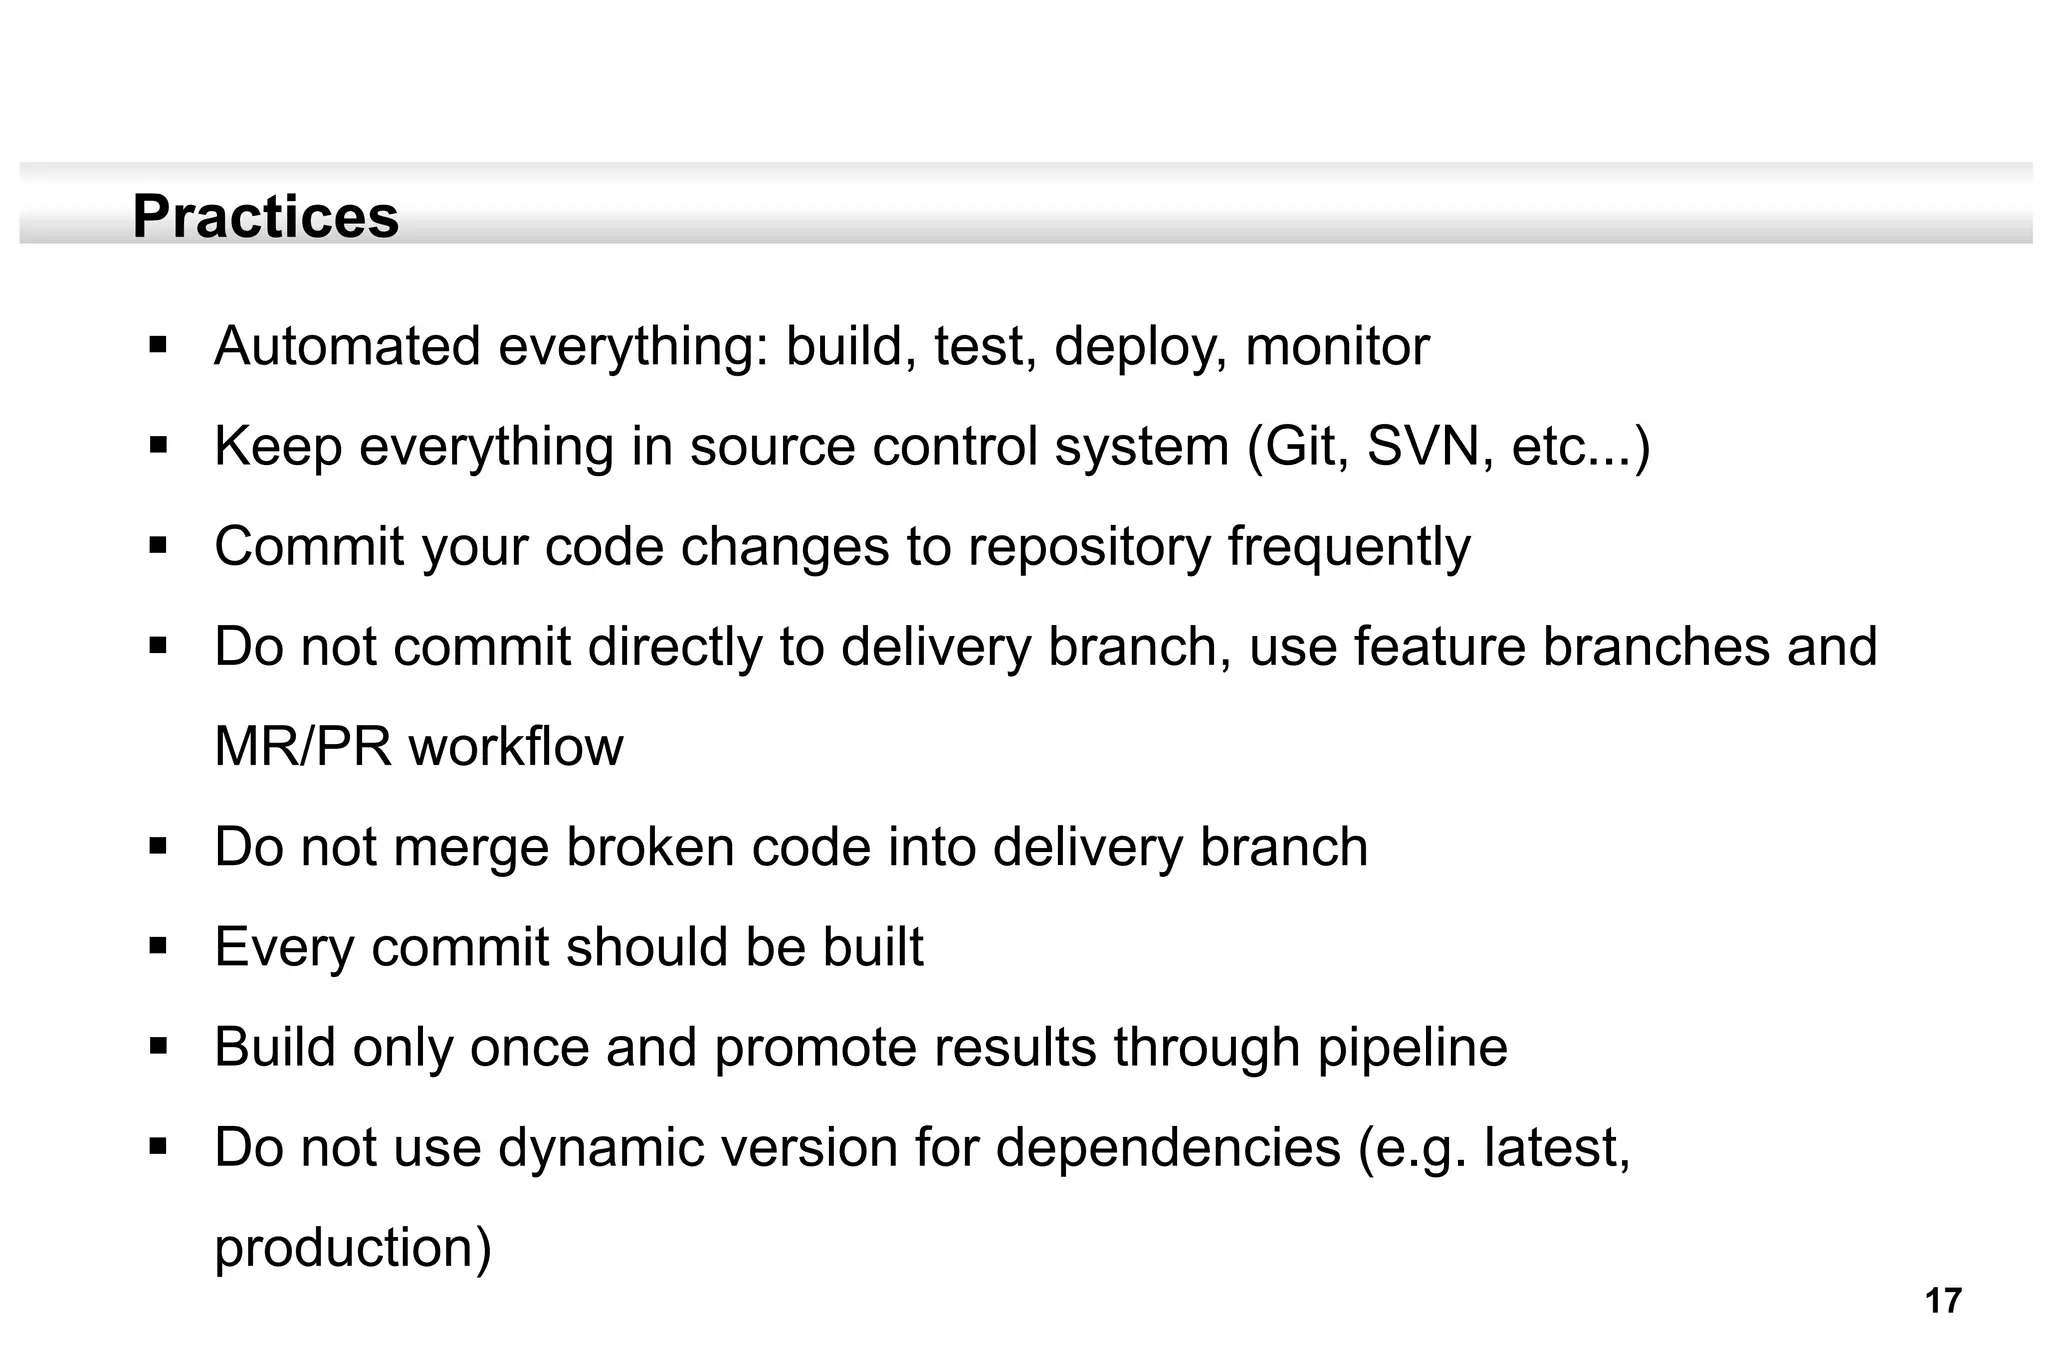 Practices
▪ Automated everything: build, test, deploy, monitor
▪ Keep everything in source control system (Git, SVN, etc...)
▪ Commit your code changes to repository frequently
▪ Do not commit directly to delivery branch, use feature branches and
MR/PR workflow
▪ Do not merge broken code into delivery branch
▪ Every commit should be built
▪ Build only once and promote results through pipeline
▪ Do not use dynamic version for dependencies (e.g. latest,
production)
17